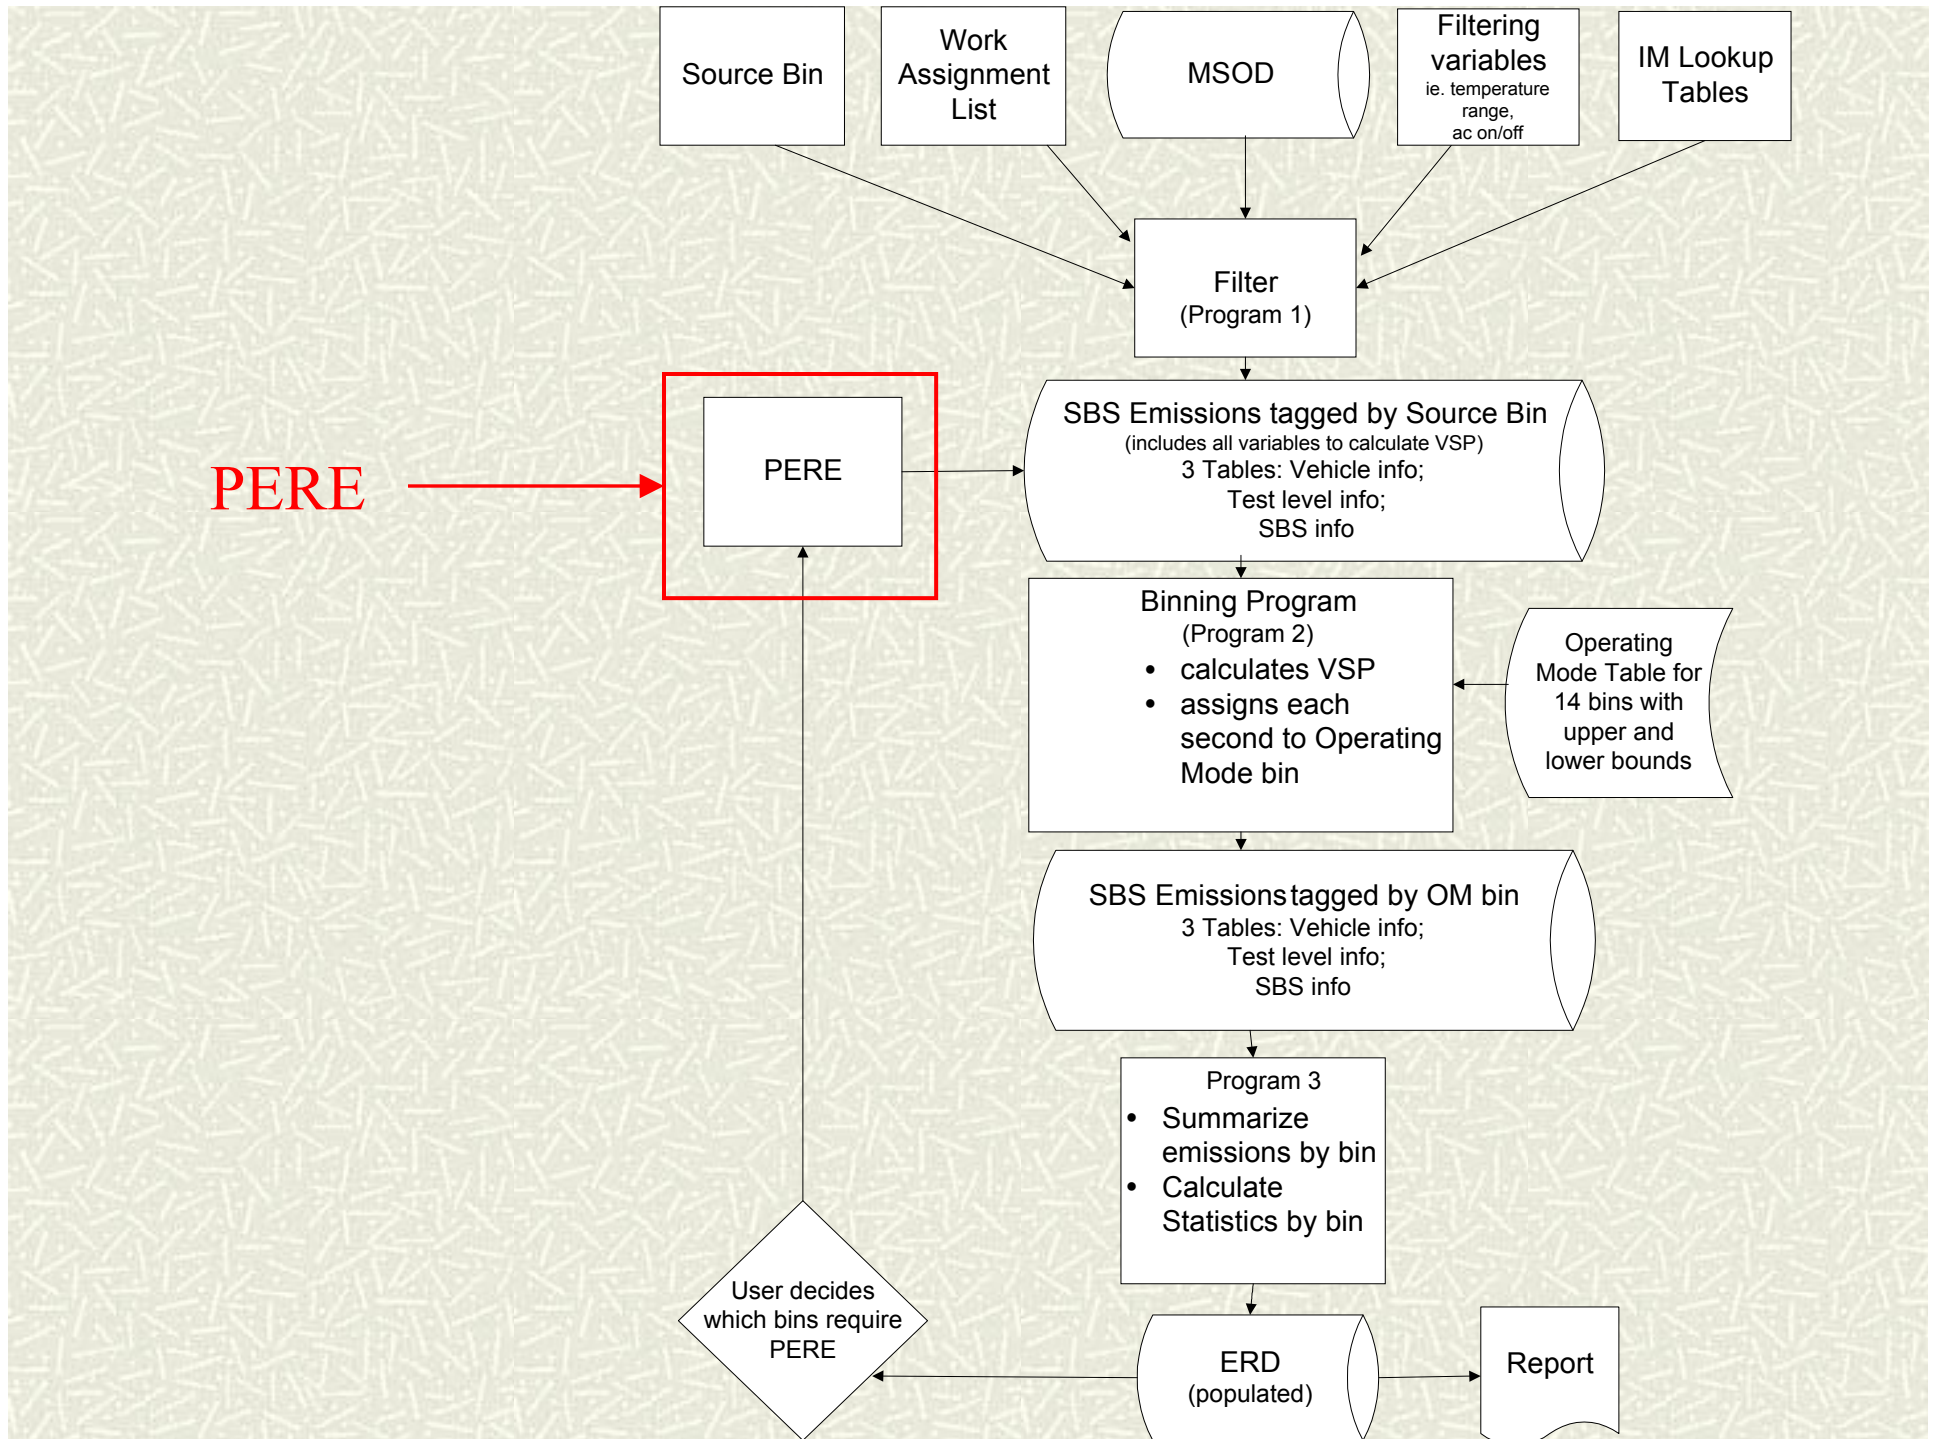 Source Bin
Work
Assignment
List
MSOD
Filtering
variables
ie. temperature
range,
ac on/off
IM Lookup
Tables
Filter
(Program 1)
PERE
PERE
SBS Emissions tagged by Source Bin
(includes all variables to calculate VSP)
3 Tables: Vehicle info;
Test level info;
SBS info
Binning Program
(Program 2)
• calculates VSP
• assigns each
second to Operating
Mode bin
Operating
Mode Table for
14 bins with
upper and
lower bounds
SBS Emissions tagged by OM bin
3 Tables: Vehicle info;
Test level info;
SBS info
Program 3
• Summarize
emissions by bin
• Calculate
Statistics by bin
User decides
which bins require
PERE
ERD
(populated)
Report